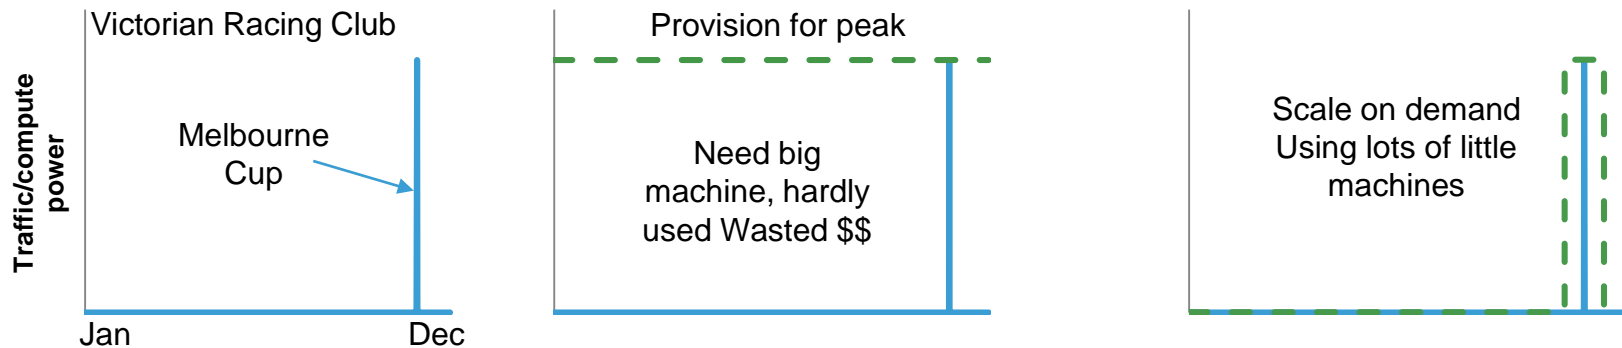 Victorian Racing Club
Traffic/compute
power
Melbourne
Cup
Jan
Dec
Provision for peak
Need big
machine, hardly
used Wasted $$
Scale on demand
Using lots of little
machines